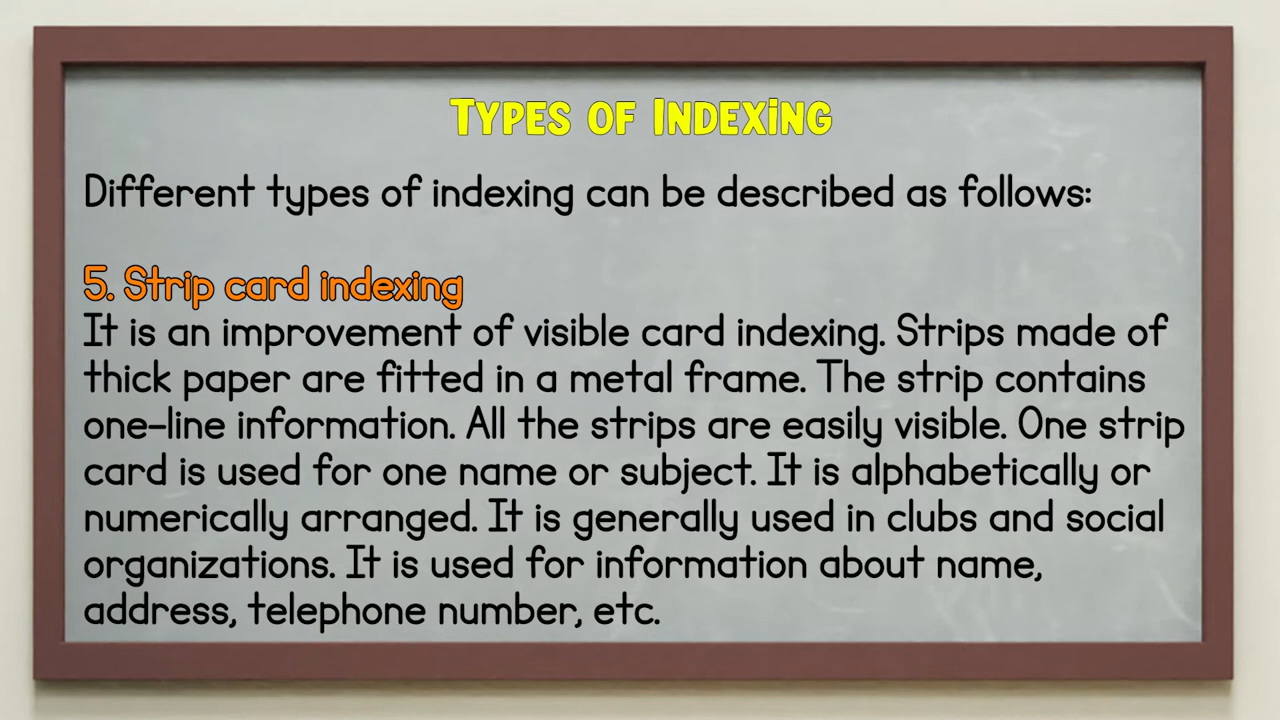 Types of Indexing
Different types of indexing can be described as follows:
5. Strip card indexing
It is an improvement of visible card indexing. Strips made of
thick paper are fitted in a metal frame. The strip contains
one-line information. All the strips are easily visible. One strip
card is used for one name or subject. It is alphabetically or
numerically arranged. It is generally used in clubs and social
organizations. It is used for information about name,
address, telephone number, etc.